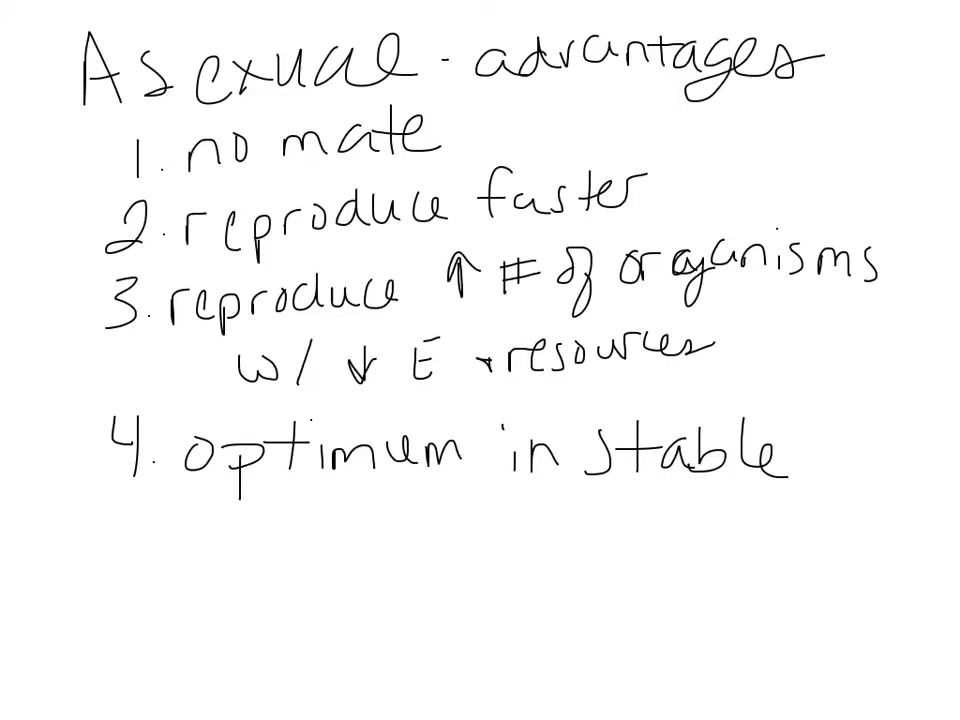 Asexual - advantages
1. no mate
2. reproduce faster
3. reproduce ↑ # of organisms
w/ ↓ E + resources
4. optimum in stable